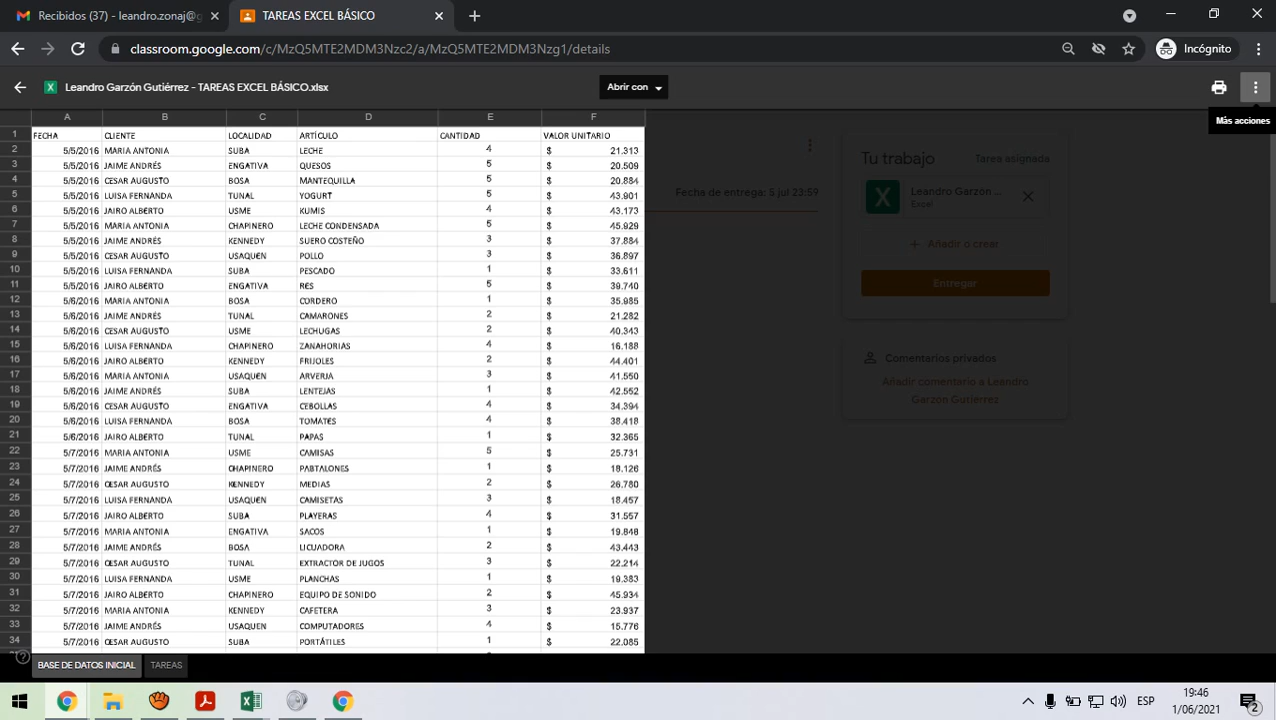 Recibidos (37) - leandro.zonaj@g
TAREAS EXCEL BÁSICO
classroom.google.com/c/MzQ5MTE2MDM3Nzc2/a/MzQ5MTE2MDM3Nzg1/details
Incógnito
Leandro Garzón Gutiérrez - TAREAS EXCEL BÁSICO.xlsx
Abrir con
Más acciones
A B C D E F
1 FECHA CLIENTE LOCALIDAD ARTÍCULO CANTIDAD VALOR UNITARIO
2 5/5/2016 MARIA ANTONIA SUBA LECHE 4 $ 21.313
3 5/5/2016 JAIME ANDRÉS ENGATIVA QUESOS 5 $ 20.509
4 5/5/2016 CESAR AUGUSTO BOSA MANTEQUILLA 5 $ 20.884
5 5/5/2016 LUISA FERNANDA TUNAL YOGURT 5 $ 43.901
6 5/5/2016 JAIRO ALBERTO USME KUMIS 4 $ 43.173
7 5/5/2016 MARIA ANTONIA CHAPINERO LECHE CONDENSADA 5 $ 45.929
8 5/5/2016 JAIME ANDRÉS KENNEDY SUERO COSTEÑO 3 $ 37.884
9 5/5/2016 CESAR AUGUSTO USAQUEN POLLO 3 $ 36.897
10 5/5/2016 LUISA FERNANDA SUBA PESCADO 1 $ 33.611
11 5/5/2016 JAIRO ALBERTO ENGATIVA RES 5 $ 39.740
12 5/6/2016 MARIA ANTONIA BOSA CORDERO 1 $ 35.985
13 5/6/2016 JAIME ANDRÉS TUNAL CAMARONES 2 $ 21.282
14 5/6/2016 CESAR AUGUSTO USME LECHUGAS 2 $ 40.343
15 5/6/2016 LUISA FERNANDA CHAPINERO ZANAHORIAS 4 $ 16.188
16 5/6/2016 JAIRO ALBERTO KENNEDY FRIJOLES 2 $ 44.401
17 5/6/2016 MARIA ANTONIA USAQUEN ARVERJA 3 $ 41.550
18 5/6/2016 JAIME ANDRÉS SUBA LENTEJAS 1 $ 42.552
19 5/6/2016 CESAR AUGUSTO ENGATIVA CEBOLLAS 4 $ 34.394
20 5/6/2016 LUISA FERNANDA BOSA TOMATES 4 $ 38.418
21 5/6/2016 JAIRO ALBERTO TUNAL PAPAS 1 $ 32.365
22 5/7/2016 MARIA ANTONIA USME CAMISAS 5 $ 25.731
23 5/7/2016 JAIME ANDRÉS CHAPINERO PABTALONES 1 $ 18.126
24 5/7/2016 CESAR AUGUSTO KENNEDY MEDIAS 2 $ 26.780
25 5/7/2016 LUISA FERNANDA USAQUEN CAMISETAS 3 $ 18.457
26 5/7/2016 JAIRO ALBERTO SUBA PLAYERAS 4 $ 31.557
27 5/7/2016 MARIA ANTONIA ENGATIVA SACOS 1 $ 19.848
28 5/7/2016 JAIME ANDRÉS BOSA LICUADORA 2 $ 43.443
29 5/7/2016 CESAR AUGUSTO TUNAL EXTRACTOR DE JUGOS 3 $ 22.214
30 5/7/2016 LUISA FERNANDA USME PLANCHAS 1 $ 19.383
31 5/7/2016 JAIRO ALBERTO CHAPINERO EQUIPO DE SONIDO 2 $ 45.934
32 5/7/2016 MARIA ANTONIA KENNEDY CAFETERA 3 $ 23.937
33 5/7/2016 JAIME ANDRÉS USAQUEN COMPUTADORES 4 $ 15.776
34 5/7/2016 CESAR AUGUSTO SUBA PORTÁTILES 1 $ 22.085
BASE DE DATOS INICIAL TAREAS
Fecha de entrega: 5 jul 23:59
Tu trabajo Tarea asignada
Leandro Garzón ...
Excel
Añadir o crear
Entregar
Comentarios privados
Añadir comentario a Leandro
Garzón Gutiérrez
ESP
19:46
1/06/2021
2